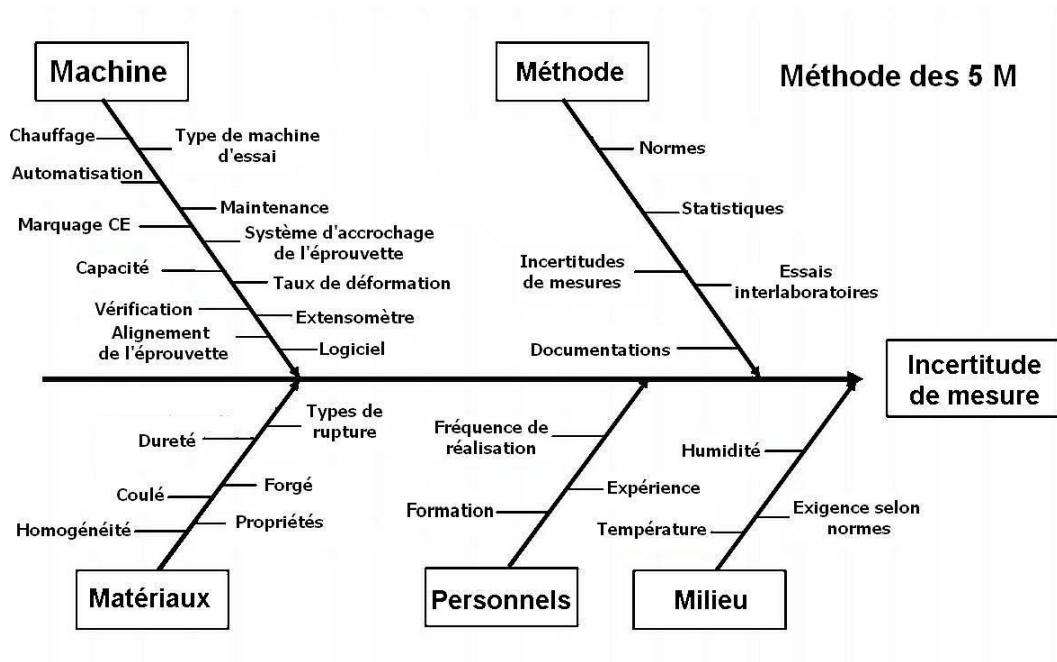 Machine
Méthode
Méthode des 5 M
Chauffage
Type de machine
d'essai
Automatisation
Maintenance
Marquage CE
Système d'accrochage
de l'éprouvette
Capacité
Taux de déformation
Vérification
Extensomètre
Alignement
de l'éprouvette
Logiciel
Normes
Statistiques
Incertitudes
de mesures
Essais
interlaboratoires
Documentations
Incertitude
de mesure
Types de
rupture
Dureté
Forgé
Coulé
Propriétés
Homogénéité
Matériaux
Fréquence de
réalisation
Expérience
Formation
Personnels
Humidité
Exigence selon
normes
Température
Milieu